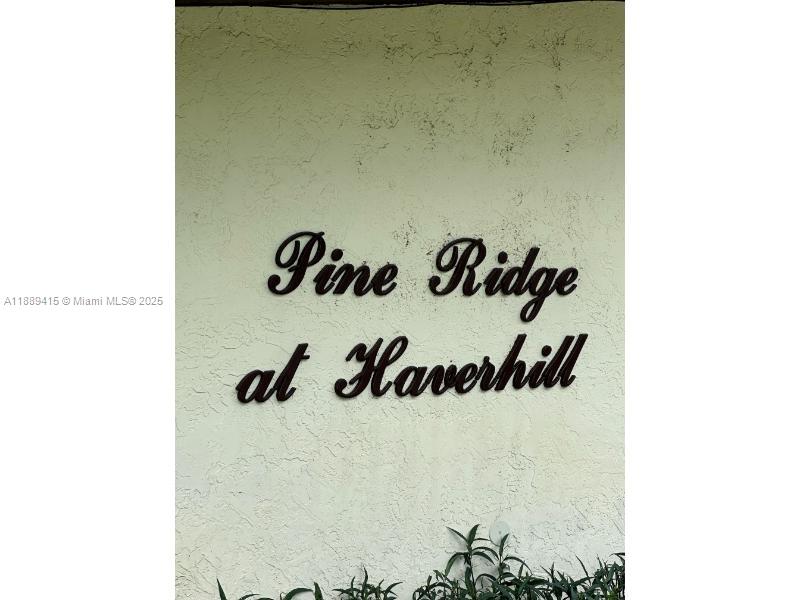 Pine Ridge
at Haverhill
A11889415 © Miami MLS® 2025